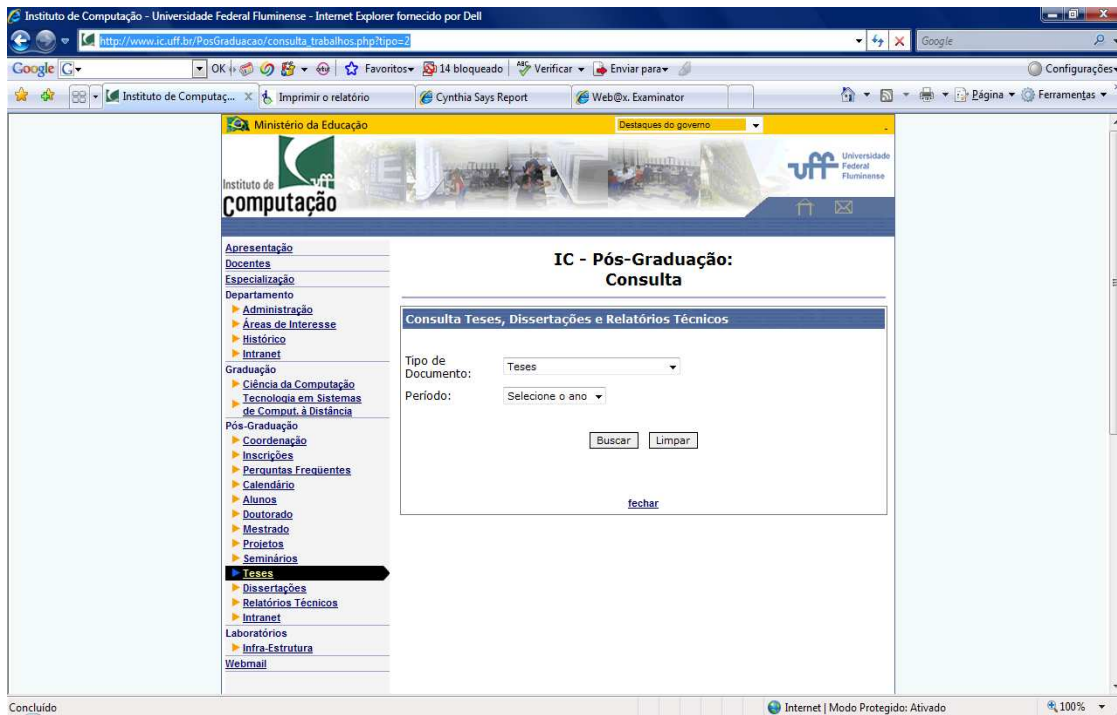 Instituto de Computação - Universidade Federal Fluminense - Internet Explorer fornecido por Dell
http://www.ic.uff.br/PosGraduacao/consulta_trabalhos.php?tipo=2
Google
Google
OK
Favoritos
14 bloqueado
ABC
Verificar
Enviar para
Configurações
Instituto de Computaç...
Imprimir o relatório
Cynthia Says Report
Web@x. Examinator
Página
Ferramentas
Ministério da Educação
Destaques do governo
Instituto de
computação
uff
uff
Universidade
Federal
Fluminense
Apresentação
Docentes
Especialização
Departamento
Administração
Áreas de Interesse
Histórico
Intranet
Graduação
Ciência da Computação
Tecnologia em Sistemas
de Comput. à Distância
Pós-Graduação
Coordenação
Inscrições
Perguntas Freqüentes
Calendário
Alunos
Doutorado
Mestrado
Projetos
Seminários
Teses
Dissertações
Relatórios Técnicos
Intranet
Laboratórios
Infra-Estrutura
Webmail
IC - Pós-Graduação:
Consulta
Consulta Teses, Dissertações e Relatórios Técnicos
Tipo de
Documento:
Teses
Período:
Selecione o ano
Buscar
Limpar
fechar
Concluído
Internet | Modo Protegido: Ativado
100%